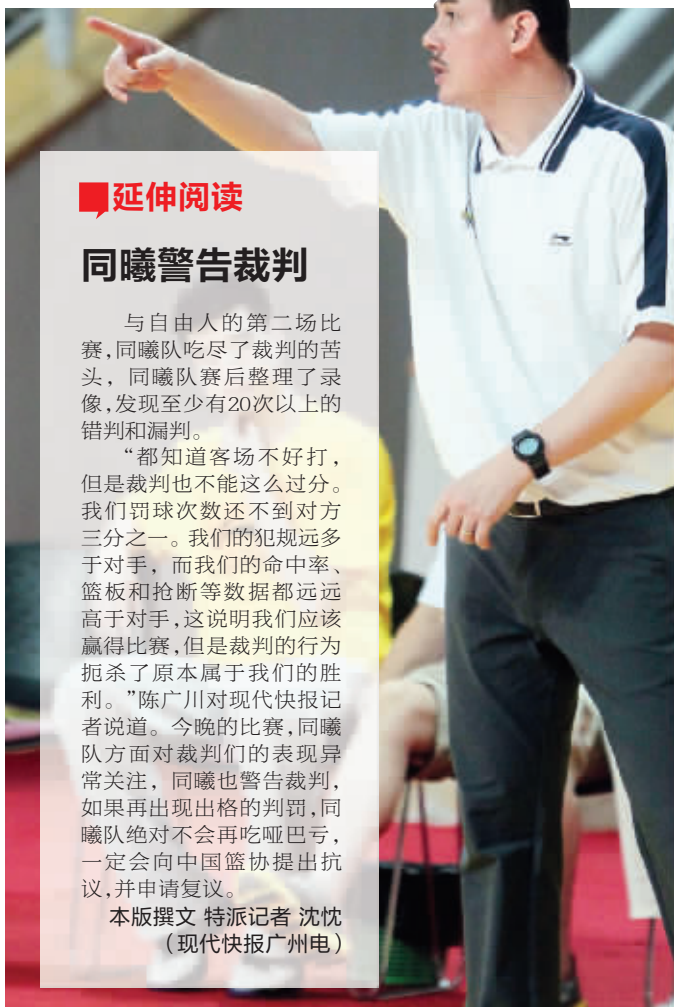 延伸阅读
同曦警告裁判
与自由人的第二场比
赛,同曦队吃尽了裁判的苦
头，同曦队赛后整理了录
像,发现至少有20次以上的
错判和漏判。
“都知道客场不好打，
但是裁判也不能这么过分。
我们罚球次数还不到对方
三分之一。我们的犯规远多
于对手，而我们的命中率、
篮板和抢断等数据都远远
高于对手,这说明我们应该
赢得比赛,但是裁判的行为
扼杀了原本属于我们的胜
利。”陈广川对现代快报记
者说道。今晚的比赛,同曦
队方面对裁判们的表现异
常关注，同曦也警告裁判，
如果再出现出格的判罚,同
曦队绝对不会再吃哑巴亏，
一定会向中国篮协提出抗
议,并申请复议。
本版撰文 特派记者 沈忱
（现代快报广州电）